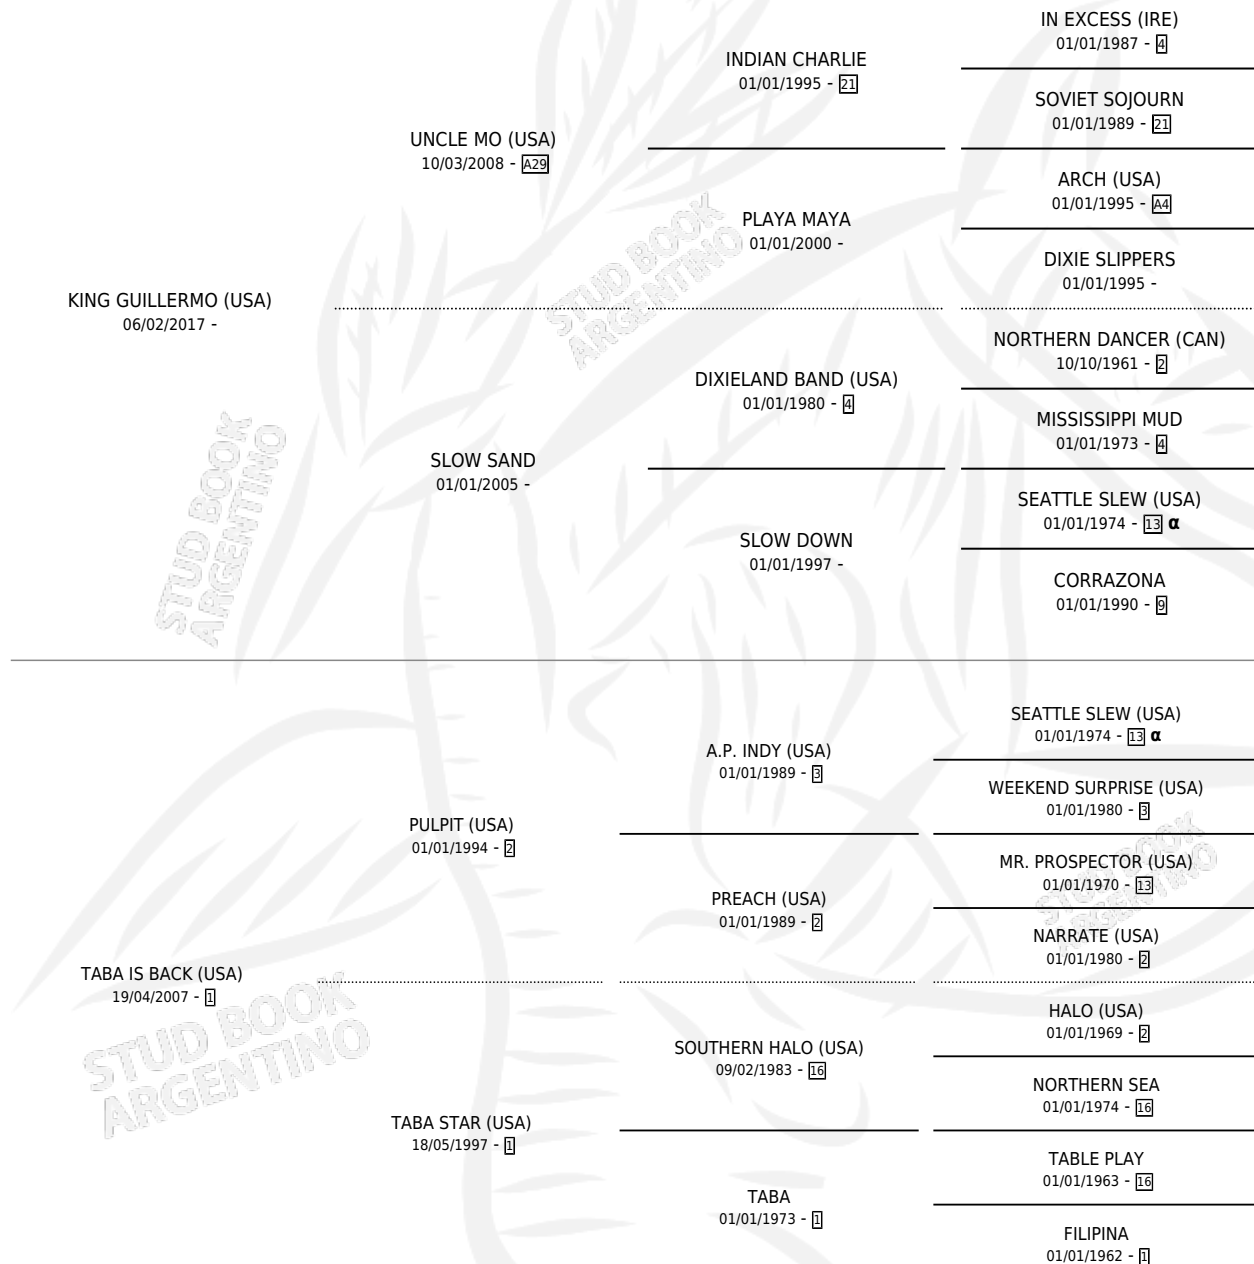 IN EXCESS (IRE)
01/01/1987 - 4
INDIAN CHARLIE
01/01/1995 - 21
SOVIET SOJOURN
01/01/1989 - 21
UNCLE MO (USA)
10/03/2008 - A29
ARCH (USA)
01/01/1995 - A4
PLAYA MAYA
01/01/2000 -
DIXIE SLIPPERS
01/01/1995 -
KING GUILLERMO (USA)
06/02/2017 -
NORTHERN DANCER (CAN)
10/10/1961 - 2
DIXIELAND BAND (USA)
01/01/1980 - 4
MISSISSIPPI MUD
01/01/1973 - 4
SLOW SAND
01/01/2005 -
SEATTLE SLEW (USA)
01/01/1974 - 13 α
SLOW DOWN
01/01/1997 -
CORRAZONA
01/01/1990 - 9
SEATTLE SLEW (USA)
01/01/1974 - 13 α
A.P. INDY (USA)
01/01/1989 - 3
WEEKEND SURPRISE (USA)
01/01/1980 - 3
PULPIT (USA)
01/01/1994 - 2
MR. PROSPECTOR (USA)
01/01/1970 - 13
PREACH (USA)
01/01/1989 - 2
NARRATE (USA)
01/01/1980 - 2
TABA IS BACK (USA)
19/04/2007 - 1
HALO (USA)
01/01/1969 - 2
SOUTHERN HALO (USA)
09/02/1983 - 16
NORTHERN SEA
01/01/1974 - 16
TABA STAR (USA)
18/05/1997 - 1
TABLE PLAY
01/01/1963 - 16
TABA
01/01/1973 - 1
FILIPINA
01/01/1962 - 1
STUD BOOK
ARGENTINO
STUD BOOK
ARGENTINO
STUD BOOK
ARGENTINO
STUD BOOK
ARGENTINO